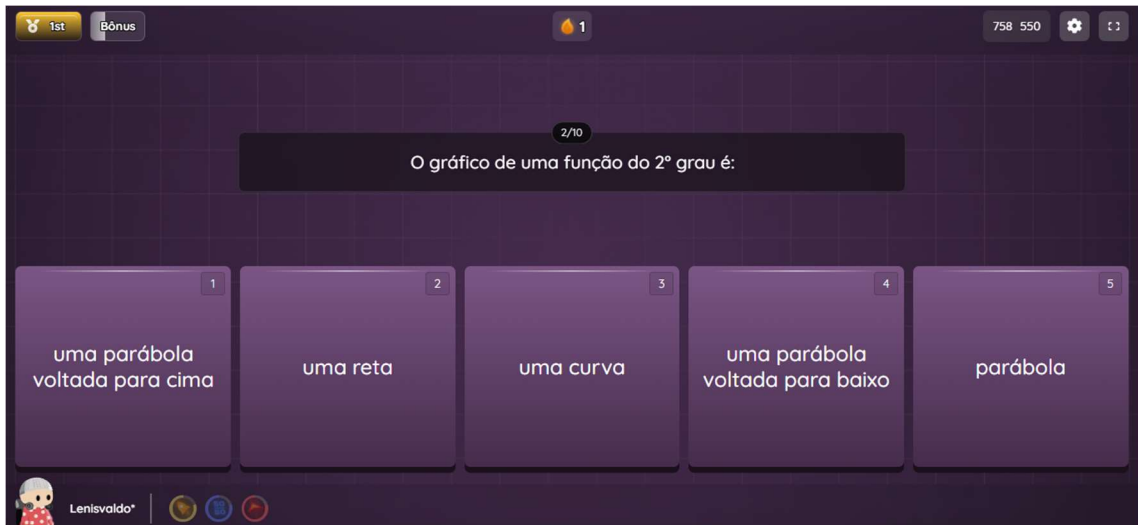 1st
Bônus
1
758 550
2/10
O gráfico de uma função do 2º grau é:
1
uma parábola
voltada para cima
2
uma reta
3
uma curva
4
uma parábola
voltada para baixo
5
parábola
Lenisvaldo*